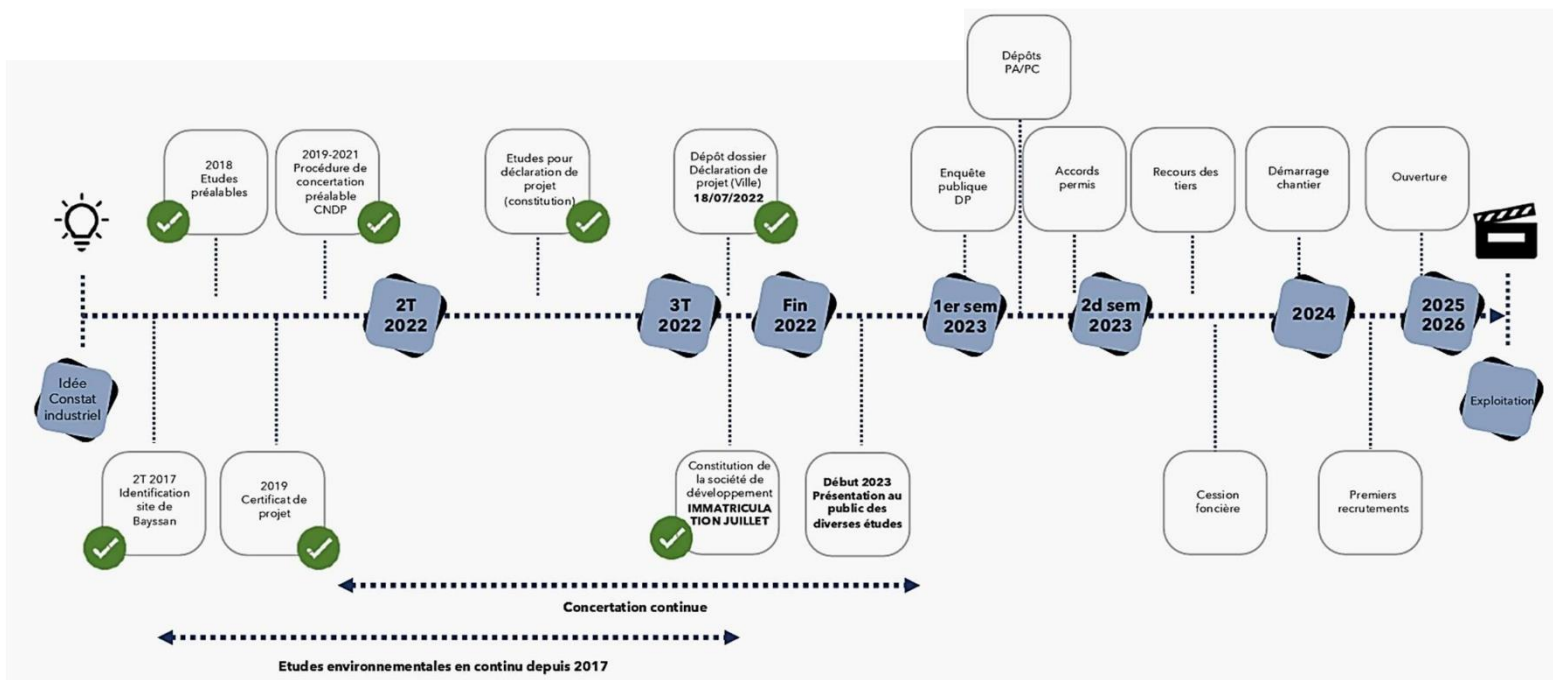 Dépôts
PA/PC
2018
Etudes
préalables
2019-2021
Procédure de
concertation
préalable
CNDP
Etudes pour
déclaration de
projet
(constitution)
Dépôt dossier
Déclaration de
projet (Ville)
18/07/2022
Enquête
publique
DP
Accords
permis
Recours des
tiers
Démarrage
chantier
Ouverture
2T
2022
3T
2022
Fin
2022
1er sem
2023
2d sem
2023
2024
2025
2026
Idée
Constat
industriel
Exploitation
2T 2017
Identification
site de
Bayssan
2019
Certificat de
projet
Constitution de
la société de
développement
IMMATRICULA
TION JUILLET
Début 2023
Présentation au
public des
diverses études
Cession
foncière
Premiers
recrutements
Concertation continue
Etudes environnementales en continu depuis 2017